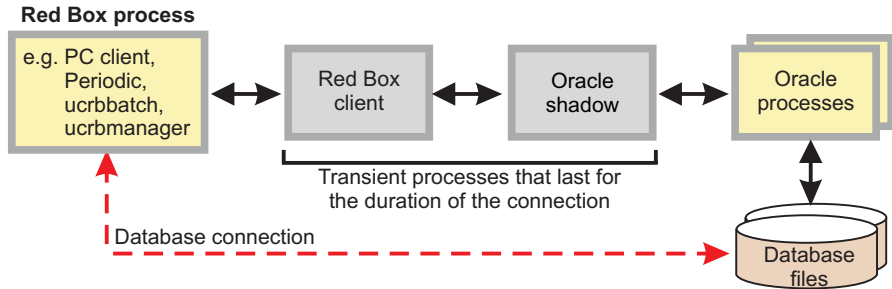 Red Box process
e.g. PC client,
Periodic,
ucrbbatch,
ucrbmanager
Red Box
client
Oracle
shadow
Oracle
processes
Transient processes that last for
the duration of the connection
Database connection
Database
files